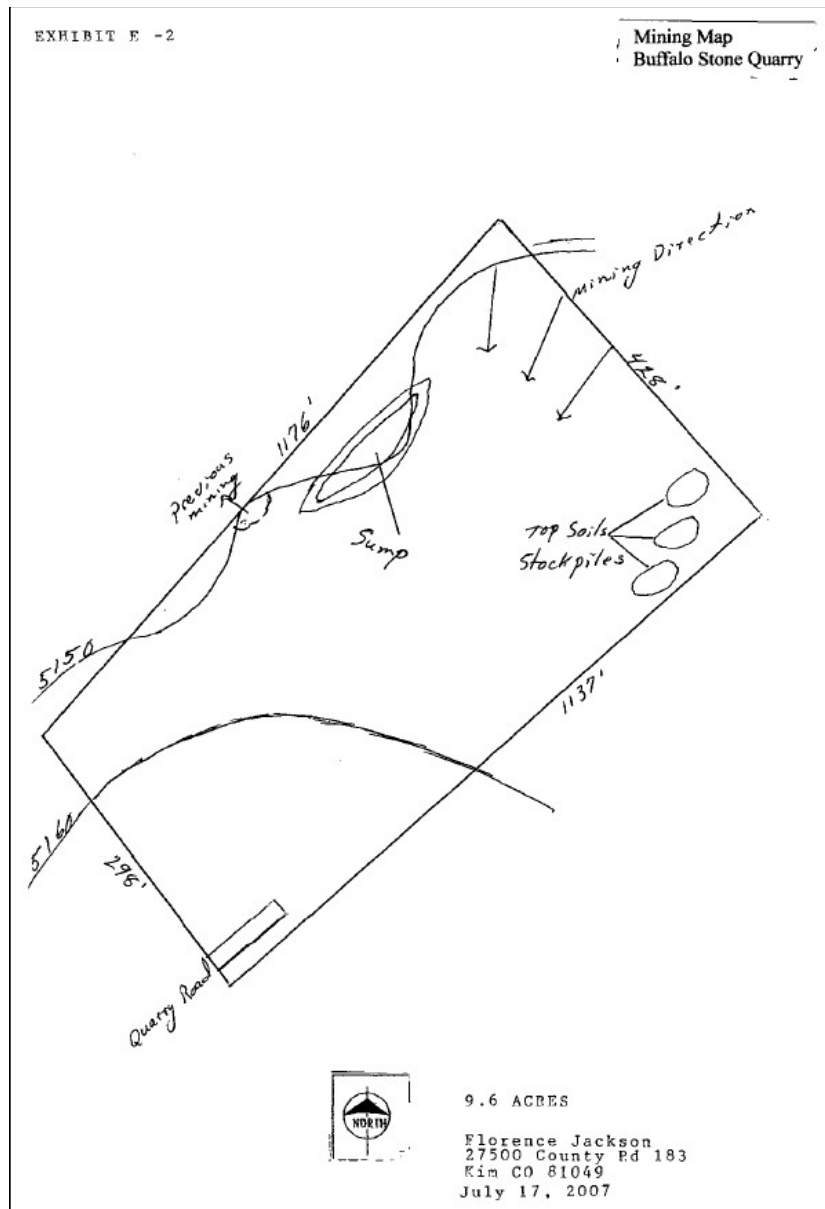 EXHIBIT E -2
Mining Map
Buffalo Stone Quarry
Mining Direction
428'
1176'
Previous
mining
Sump
Top Soils
Stockpiles
5150
1137'
5160
298'
Quarry Road
NORTH
9.6 ACRES
Florence Jackson
27500 County Rd 183
Kim CO 81049
July 17, 2007